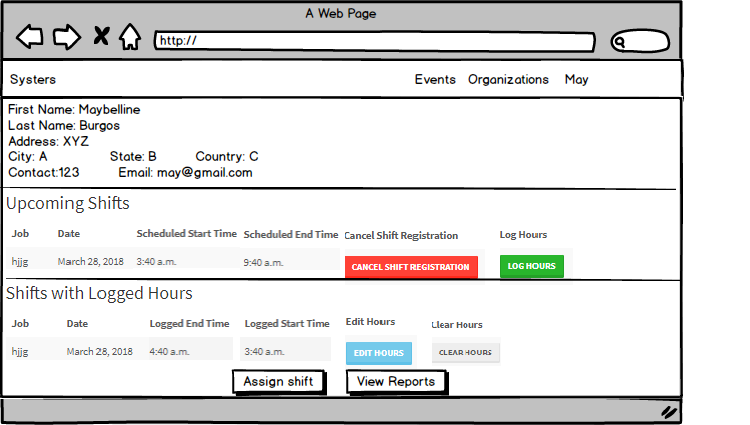 A Web Page
http://
Systers Events Organizations May
First Name: Maybelline
Last Name: Burgos
Address: XYZ
City: A State: B Country: C
Contact:123 Email: may@gmail.com
Upcoming Shifts
Job Date Scheduled Start Time Scheduled End Time Cancel Shift Registration Log Hours
hjjg March 28, 2018 3:40 a.m. 9:40 a.m. CANCEL SHIFT REGISTRATION LOG HOURS
Shifts with Logged Hours
Job Date Logged End Time Logged Start Time Edit Hours Clear Hours
hjjg March 28, 2018 4:40 a.m. 3:40 a.m. EDIT HOURS CLEAR HOURS
Assign shift View Reports